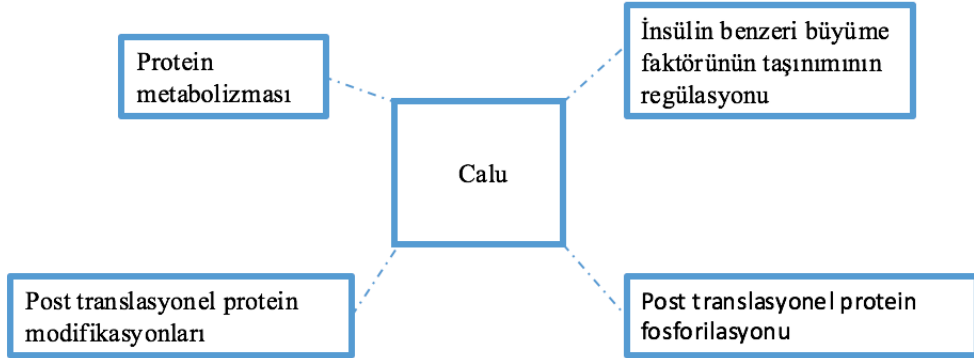 Protein
metabolizması
İnsülin benzeri büyüme
faktörünün taşınımının
regülasyonu
Calu
Post translasyonel protein
modifikasyonları
Post translasyonel protein
fosforilasyonu